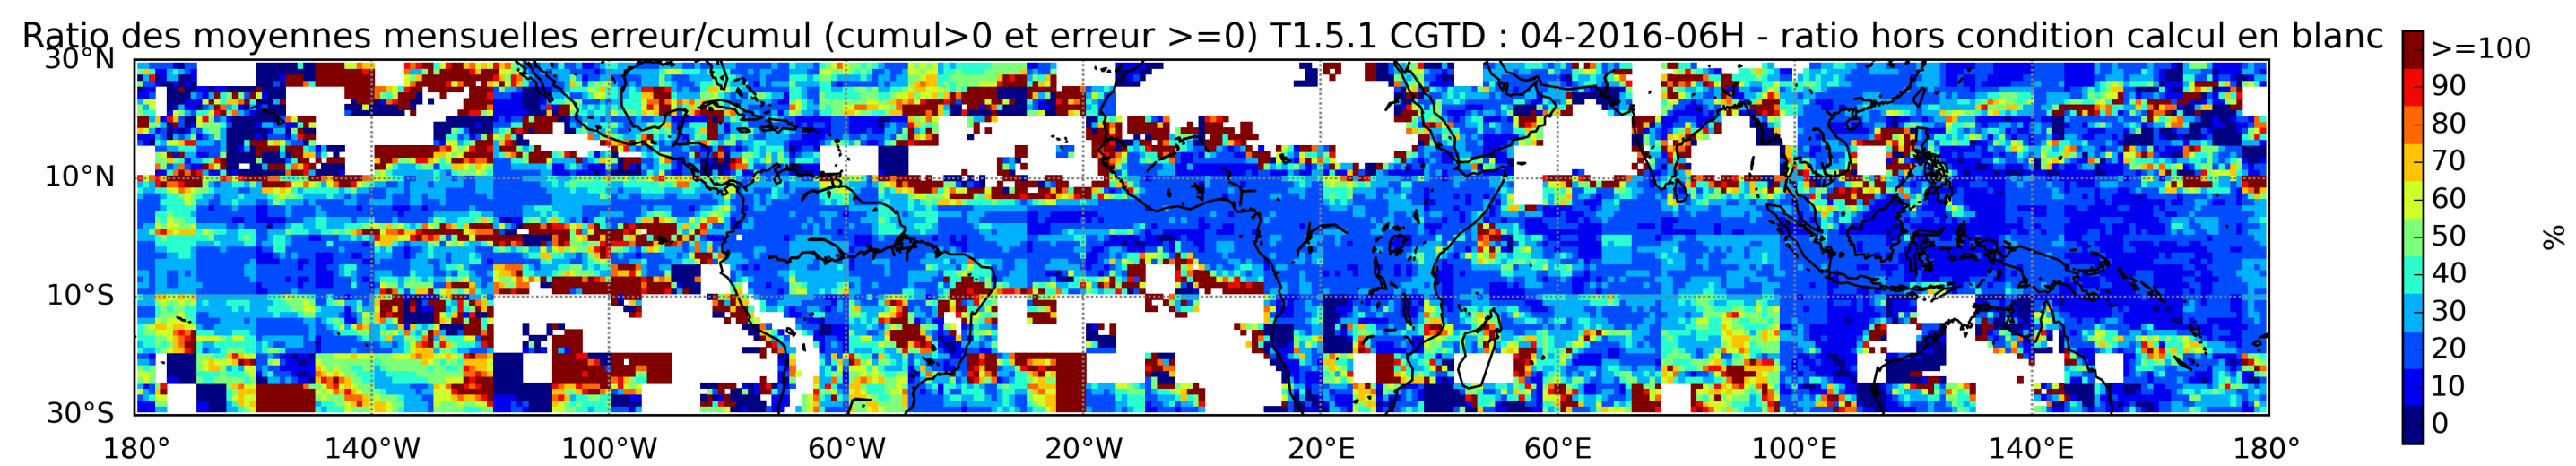 Ratio des moyennes mensuelles erreur/cumul (cumul>0 et erreur >=0) T1.5.1 CGTD : 04-2016-06H - ratio hors condition calcul en blanc
30°N
10°N
10°S
30°S
180°
140°W
100°W
60°W
20°W
20°E
60°E
100°E
140°E
180°
>=100
90
80
70
60
50
40
30
20
10
0
%